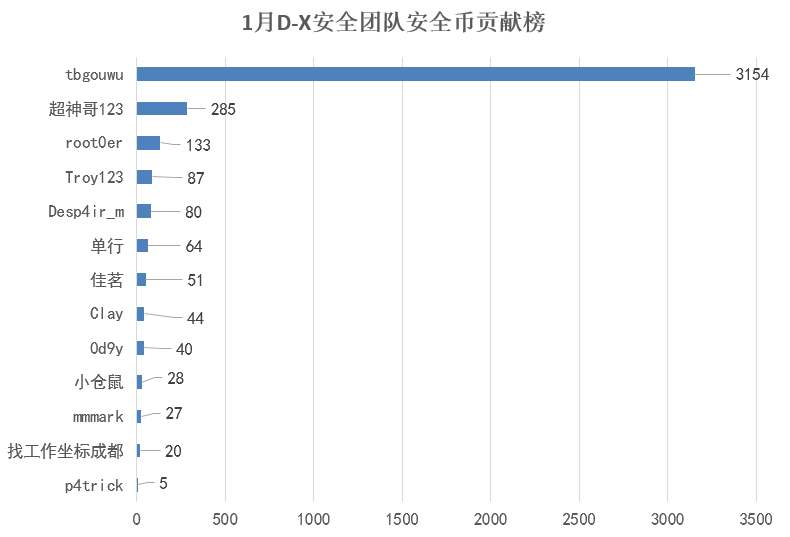 1月D-X安全团队安全币贡献榜
tbgouwu 3154
超神哥123 285
root0er 133
Troy123 87
Desp4ir_m 80
单行 64
佳茗 51
Clay 44
0d9y 40
小仓鼠 28
mmmark 27
找工作坐标成都 20
p4trick 5
0 500 1000 1500 2000 2500 3000 3500